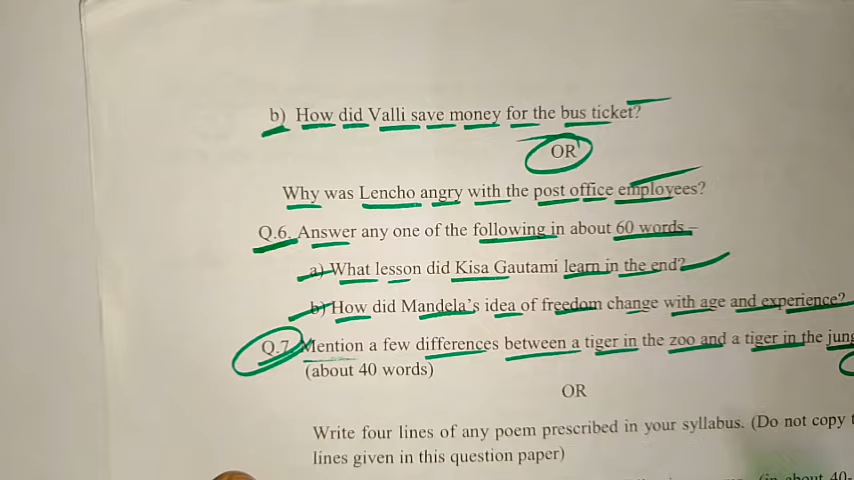 b) How did Valli save money for the bus ticket?
OR
Why was Lencho angry with the post office employees?
Q.6. Answer any one of the following in about 60 words –
a) What lesson did Kisa Gautami learn in the end?
b) How did Mandela's idea of freedom change with age and experience?
Q.7 Mention a few differences between a tiger in the zoo and a tiger in the
(about 40 words)
OR
Write four lines of any poem prescribed in your syllabus. (Do not copy
lines given in this question paper)